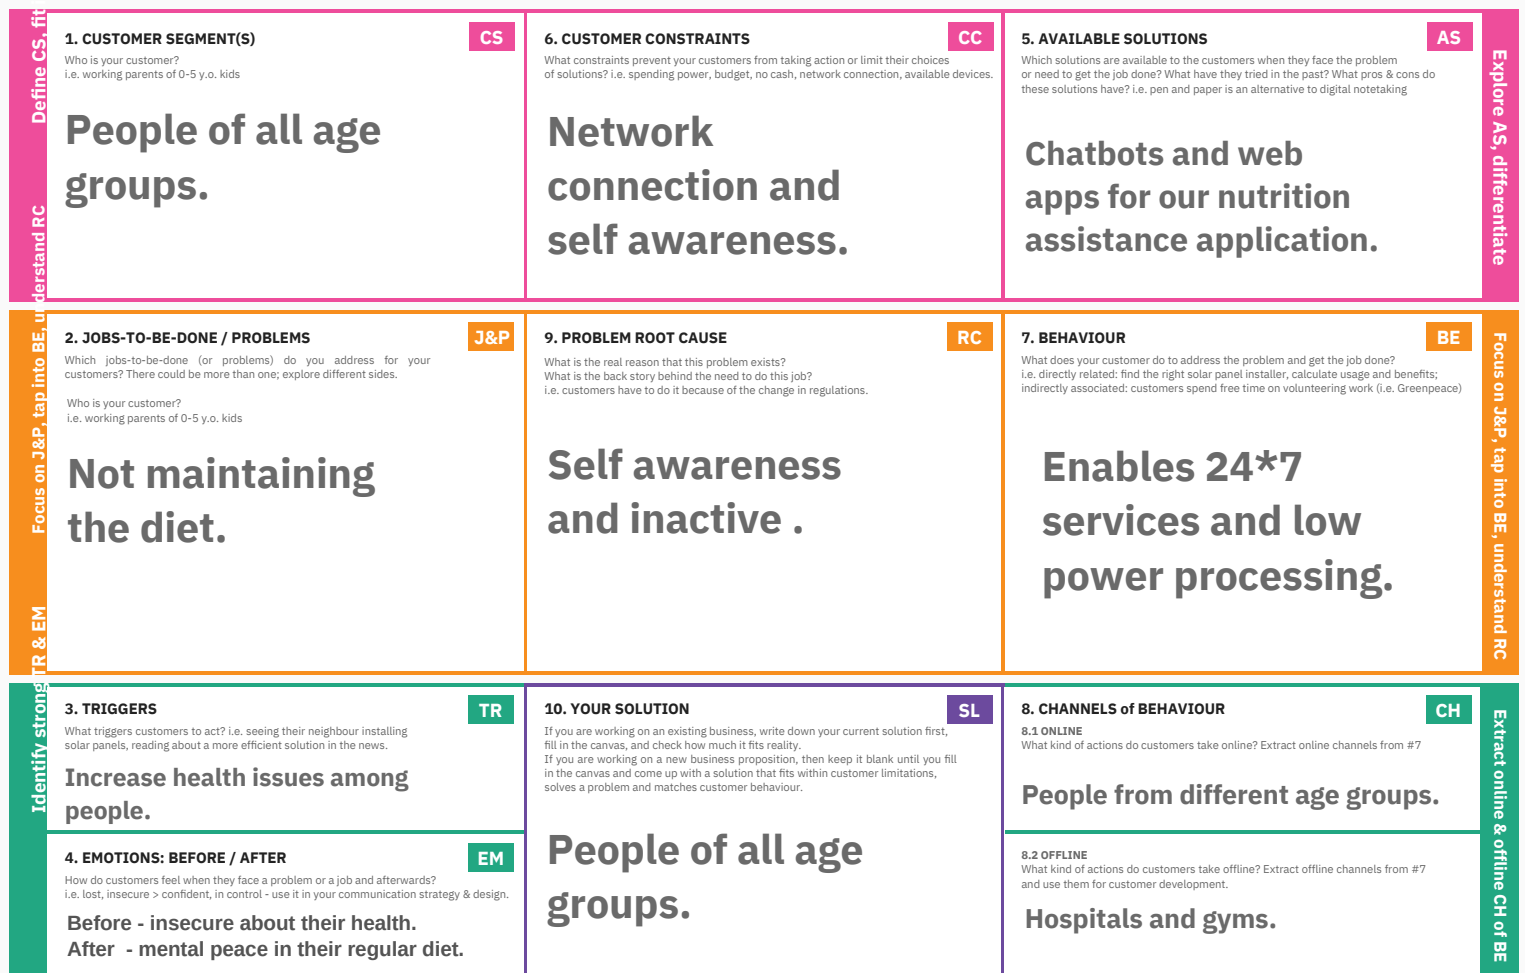 Define CS, fit
1. CUSTOMER SEGMENT(S)
CS
Who is your customer?
i.e. working parents of 0-5 y.o. kids
People of all age
groups.
6. CUSTOMER CONSTRAINTS
CC
What constraints prevent your customers from taking action or limit their choices
of solutions? i.e. spending power, budget, no cash, network connection, available devices.
Network
connection and
self awareness.
5. AVAILABLE SOLUTIONS
AS
Which solutions are available to the customers when they face the problem
or need to get the job done? What have they tried in the past? What pros & cons do
these solutions have? i.e. pen and paper is an alternative to digital notetaking
Chatbots and web
apps for our nutrition
assistance application.
Explore AS, differentiate
Focus on J&P, tap into BE, understand RC
2. JOBS-TO-BE-DONE / PROBLEMS
J&P
Which jobs-to-be-done (or problems) do you address for your
customers? There could be more than one; explore different sides.
Who is your customer?
i.e. working parents of 0-5 y.o. kids
Not maintaining
the diet.
9. PROBLEM ROOT CAUSE
RC
What is the real reason that this problem exists?
What is the back story behind the need to do this job?
i.e. customers have to do it because of the change in regulations.
Self awareness
and inactive .
7. BEHAVIOUR
BE
What does your customer do to address the problem and get the job done?
i.e. directly related: find the right solar panel installer, calculate usage and benefits;
indirectly associated: customers spend free time on volunteering work (i.e. Greenpeace)
Enables 24*7
services and low
power processing.
Focus on J&P, tap into BE, understand RC
Identify strong TR & EM
3. TRIGGERS
TR
What triggers customers to act? i.e. seeing their neighbour installing
solar panels, reading about a more efficient solution in the news.
Increase health issues among
people.
4. EMOTIONS: BEFORE / AFTER
EM
How do customers feel when they face a problem or a job and afterwards?
i.e. lost, insecure > confident, in control - use it in your communication strategy & design.
Before - insecure about their health.
After  - mental peace in their regular diet.
10. YOUR SOLUTION
SL
If you are working on an existing business, write down your current solution first,
fill in the canvas, and check how much it fits reality.
If you are working on a new business proposition, then keep it blank until you fill
in the canvas and come up with a solution that fits within customer limitations,
solves a problem and matches customer behaviour.
People of all age
groups.
8. CHANNELS of BEHAVIOUR
CH
8.1 ONLINE
What kind of actions do customers take online? Extract online channels from #7
People from different age groups.
8.2 OFFLINE
What kind of actions do customers take offline? Extract offline channels from #7
and use them for customer development.
Hospitals and gyms.
Extract online & offline CH of BE